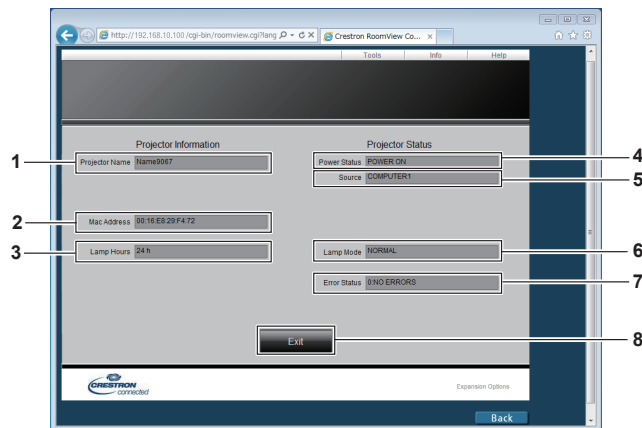 http://192.168.10.100/cgi-bin/roomview.cgi?lang
Crestron RoomView Co...
Tools Info Help
Projector Information Projector Status
1 Projector Name Name9067 Power Status POWER ON 4
Source COMPUTER1 5
2 Mac Address 00:16:E8:29:F4:72
3 Lamp Hours 24 h Lamp Mode NORMAL 6
Error Status 0:NO ERRORS 7
Exit 8
CRESTRON connected Expansion Options
Back